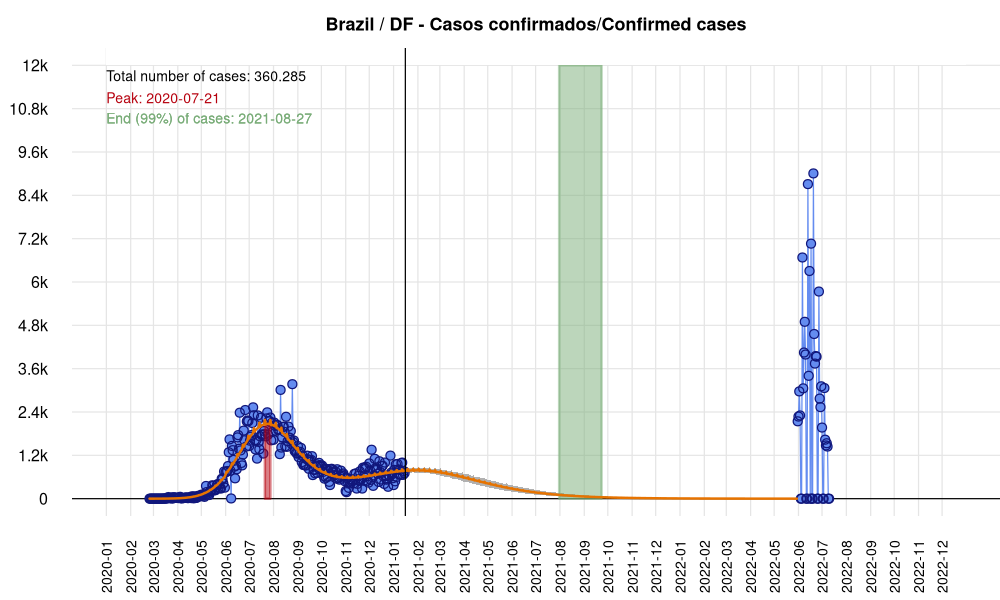 Brazil / DF - Casos confirmados/Confirmed cases
Total number of cases: 360.285
Peak: 2020-07-21
End (99%) of cases: 2021-08-27
12k
10.8k
9.6k
8.4k
7.2k
6k
4.8k
3.6k
2.4k
1.2k
0
2020-01
2020-02
2020-03
2020-04
2020-05
2020-06
2020-07
2020-08
2020-09
2020-10
2020-11
2020-12
2021-01
2021-02
2021-03
2021-04
2021-05
2021-06
2021-07
2021-08
2021-09
2021-10
2021-11
2021-12
2022-01
2022-02
2022-03
2022-04
2022-05
2022-06
2022-07
2022-08
2022-09
2022-10
2022-11
2022-12